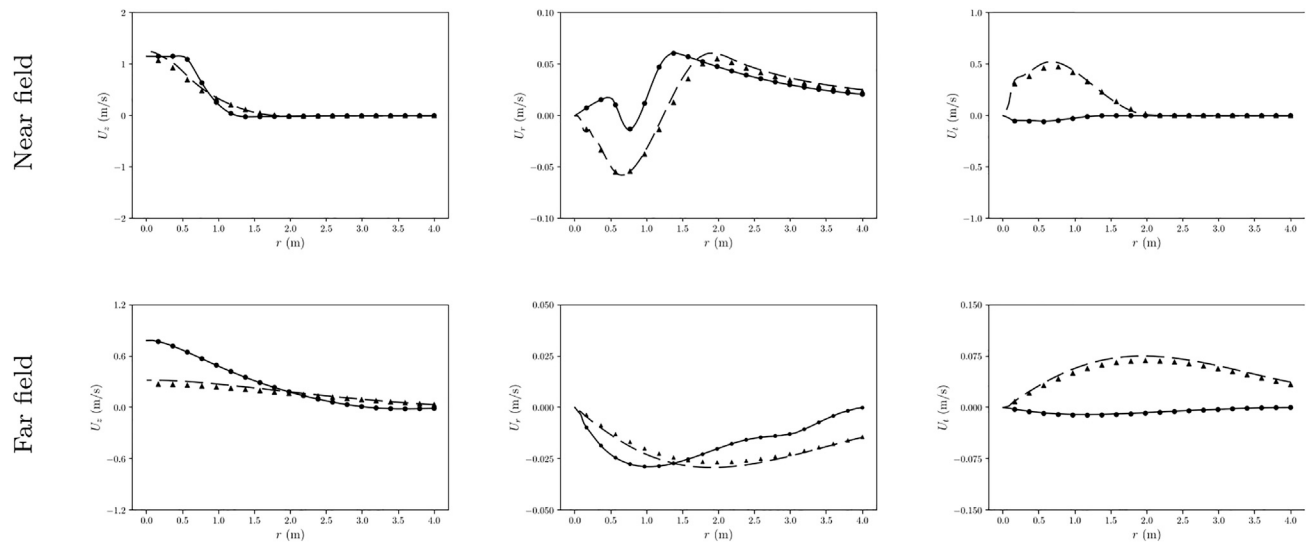 Near field
2
1
0
−1
−2
U_z (m/s)
0.0 0.5 1.0 1.5 2.0 2.5 3.0 3.5 4.0
r (m)
0.10
0.05
0.00
−0.05
−0.10
U_r (m/s)
0.0 0.5 1.0 1.5 2.0 2.5 3.0 3.5 4.0
r (m)
1.0
0.5
0.0
−0.5
−1.0
U_t (m/s)
0.0 0.5 1.0 1.5 2.0 2.5 3.0 3.5 4.0
r (m)
Far field
1.2
0.6
0.0
−0.6
−1.2
U_z (m/s)
0.0 0.5 1.0 1.5 2.0 2.5 3.0 3.5 4.0
r (m)
0.050
0.025
0.000
−0.025
−0.050
U_r (m/s)
0.0 0.5 1.0 1.5 2.0 2.5 3.0 3.5 4.0
r (m)
0.150
0.075
0.000
−0.075
−0.150
U_t (m/s)
0.0 0.5 1.0 1.5 2.0 2.5 3.0 3.5 4.0
r (m)